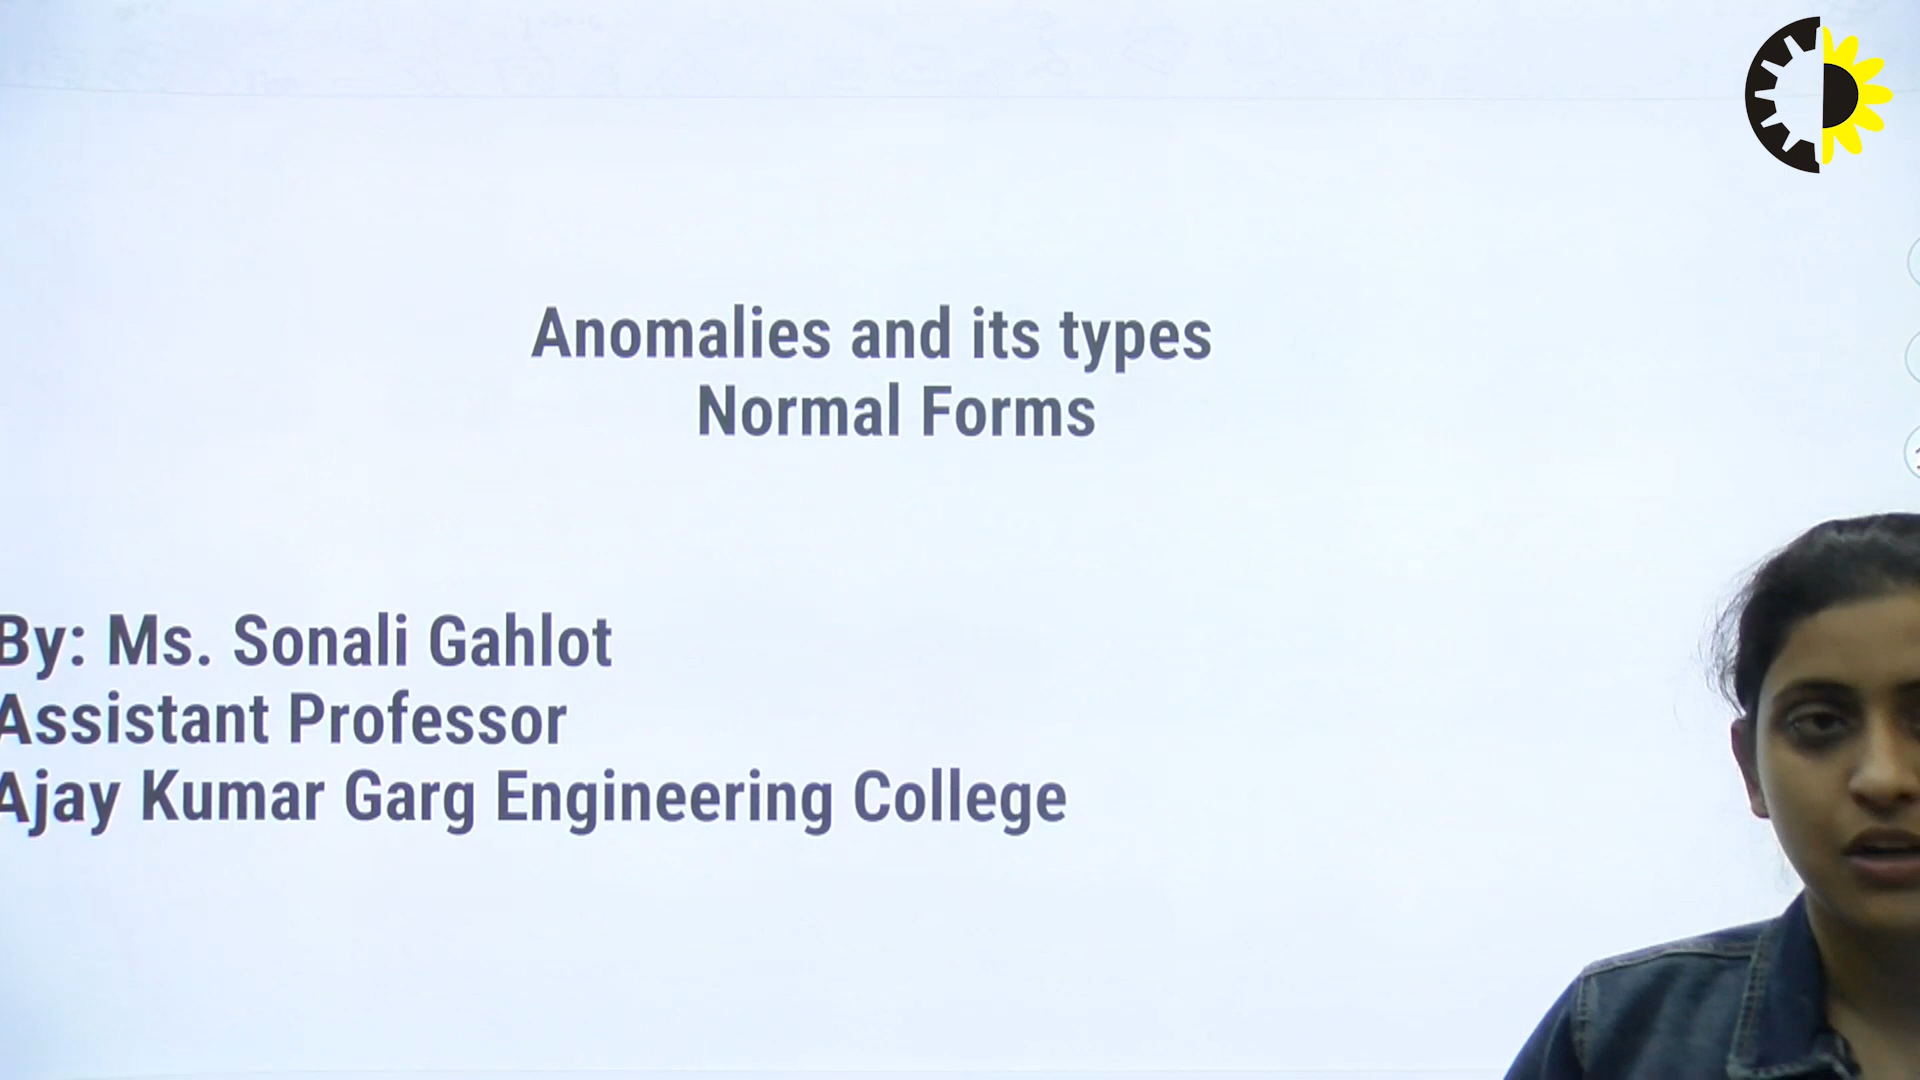 Anomalies and its types
Normal Forms
By: Ms. Sonali Gahlot
Assistant Professor
Ajay Kumar Garg Engineering College